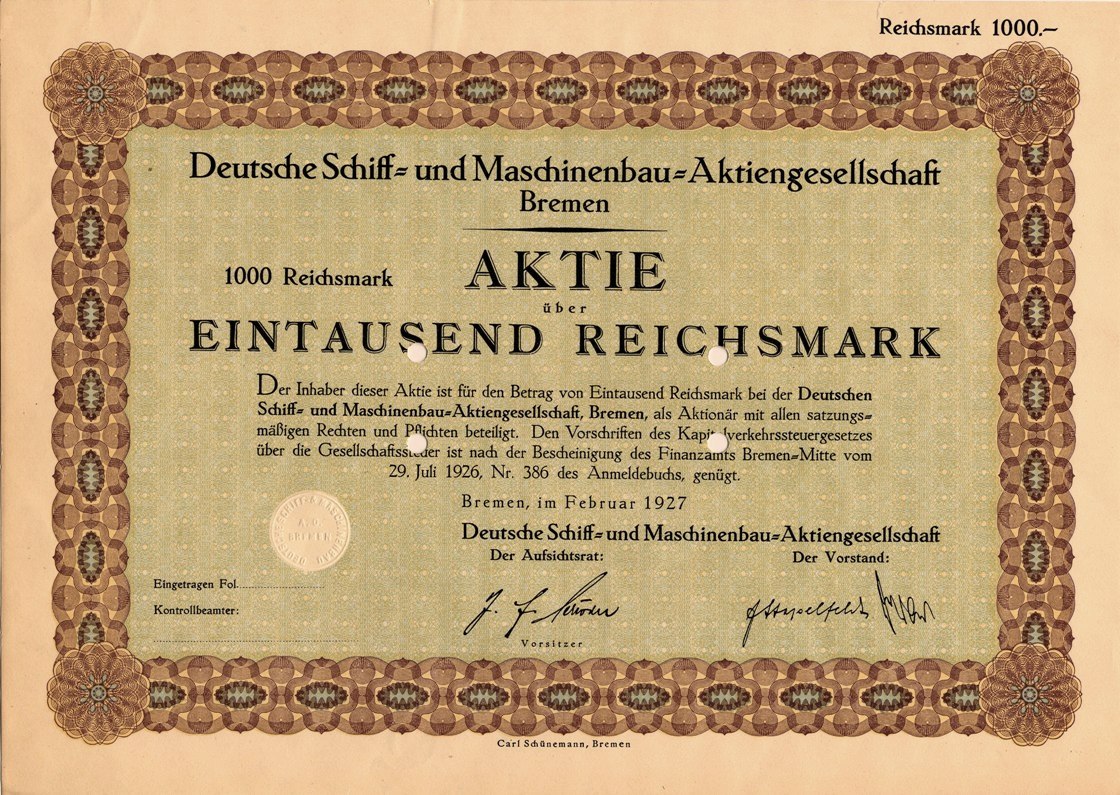 Reichsmark 1000.—
Deutsche Schiff= und Maschinenbau=Aktiengesellschaft
Bremen
1000 Reichsmark
AKTIE
über
EINTAUSEND REICHSMARK
Der Inhaber dieser Aktie ist für den Betrag von Eintausend Reichsmark bei der Deutschen
Schiff= und Maschinenbau=Aktiengesellschaft, Bremen, als Aktionär mit allen satzungs=
mäßigen Rechten und Pflichten beteiligt. Den Vorschriften des Kapitalverkehrssteuergesetzes
über die Gesellschaftssteuer ist nach der Bescheinigung des Finanzamts Bremen=Mitte vom
29. Juli 1926, Nr. 386 des Anmeldebuchs, genügt.
Bremen, im Februar 1927
Deutsche Schiff= und Maschinenbau=Aktiengesellschaft
Der Aufsichtsrat:
Der Vorstand:
A.G.
BREMEN
Eingetragen Fol.
Kontrollbeamter:
J. F. Schröder
Vorsitzer
Carl Schünemann, Bremen